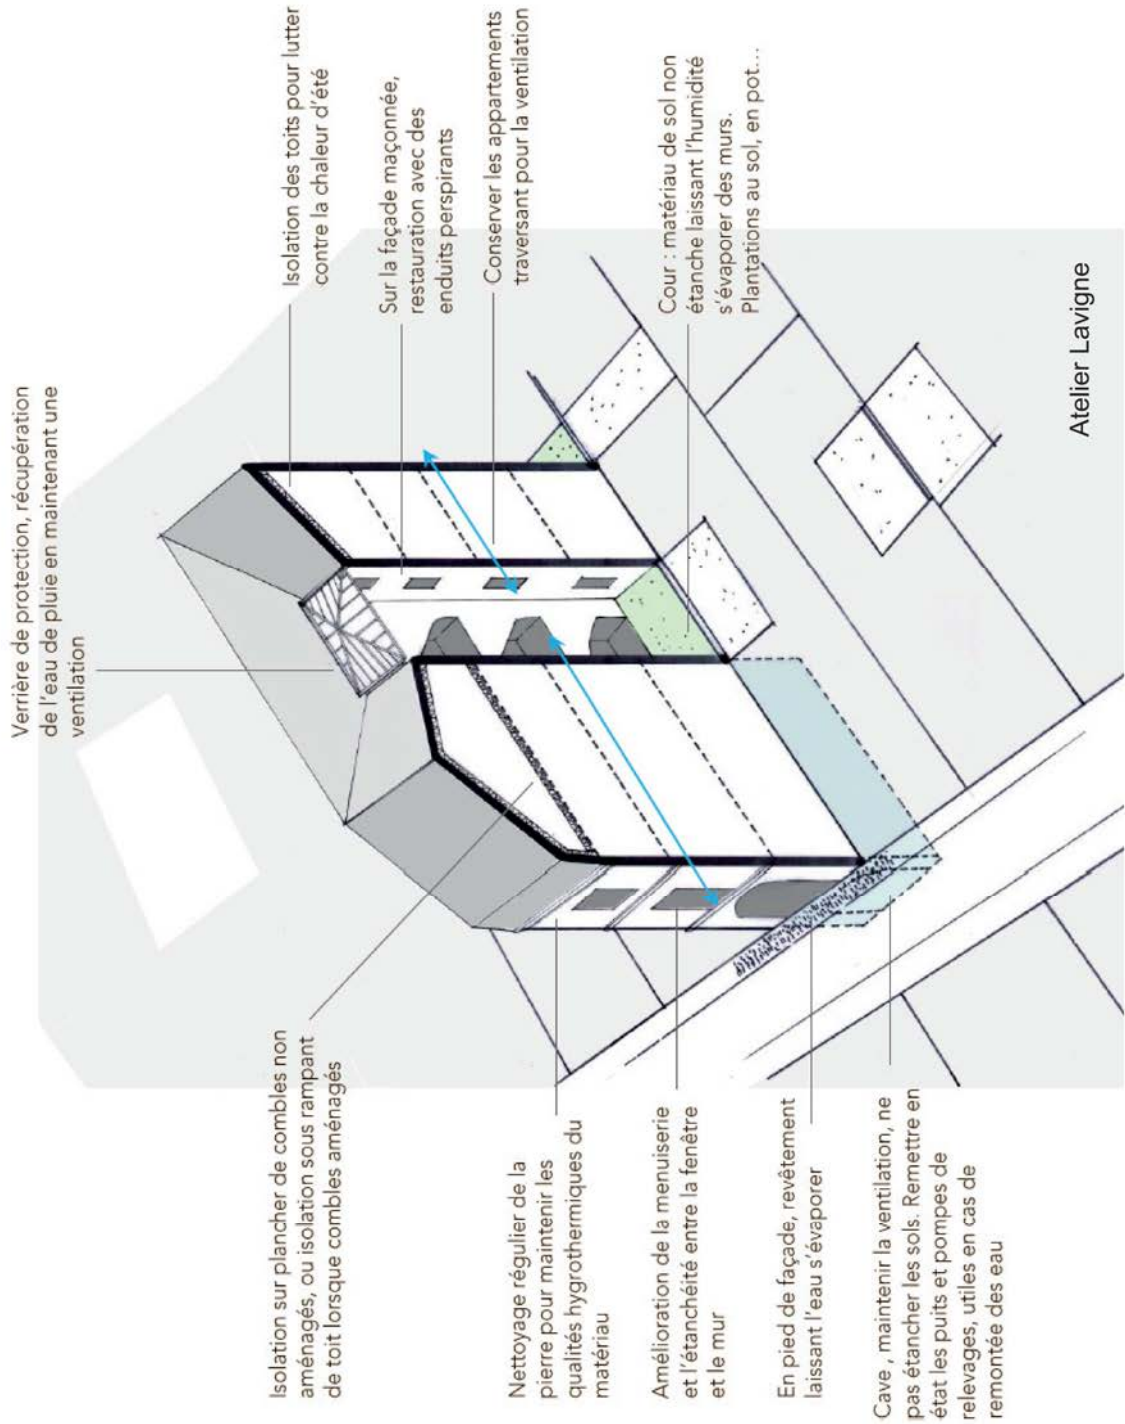 Verrière de protection, récupération
de l'eau de pluie en maintenant une
ventilation
Isolation des toits pour lutter
contre la chaleur d'été
Sur la façade maçonnée,
restauration avec des
enduits perspirants
Conserver les appartements
traversant pour la ventilation
Cour : matériau de sol non
étanche laissant l'humidité
s'évaporer des murs.
Plantations au sol, en pot...
Isolation sur plancher de combles non
aménagés, ou isolation sous rampant
de toit lorsque combles aménagés
Nettoyage régulier de la
pierre pour maintenir les
qualités hygrothermiques du
matériau
Amélioration de la menuiserie
et l'étanchéité entre la fenêtre
et le mur
En pied de façade, revêtement
laissant l'eau s'évaporer
Cave , maintenir la ventilation, ne
pas étancher les sols. Remettre en
état les puits et pompes de
relevages, utiles en cas de
remontée des eau
Atelier Lavigne